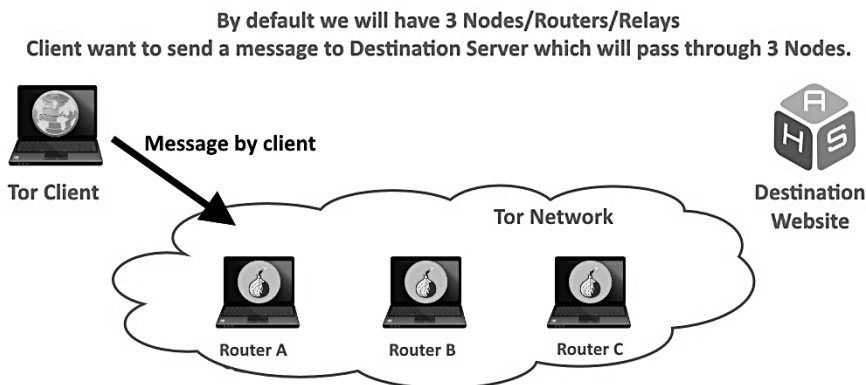 By default we will have 3 Nodes/Routers/Relays
Client want to send a message to Destination Server which will pass through 3 Nodes.
Message by client
A
H S
Tor Client
Tor Network
Destination
Website
Router A
Router B
Router C